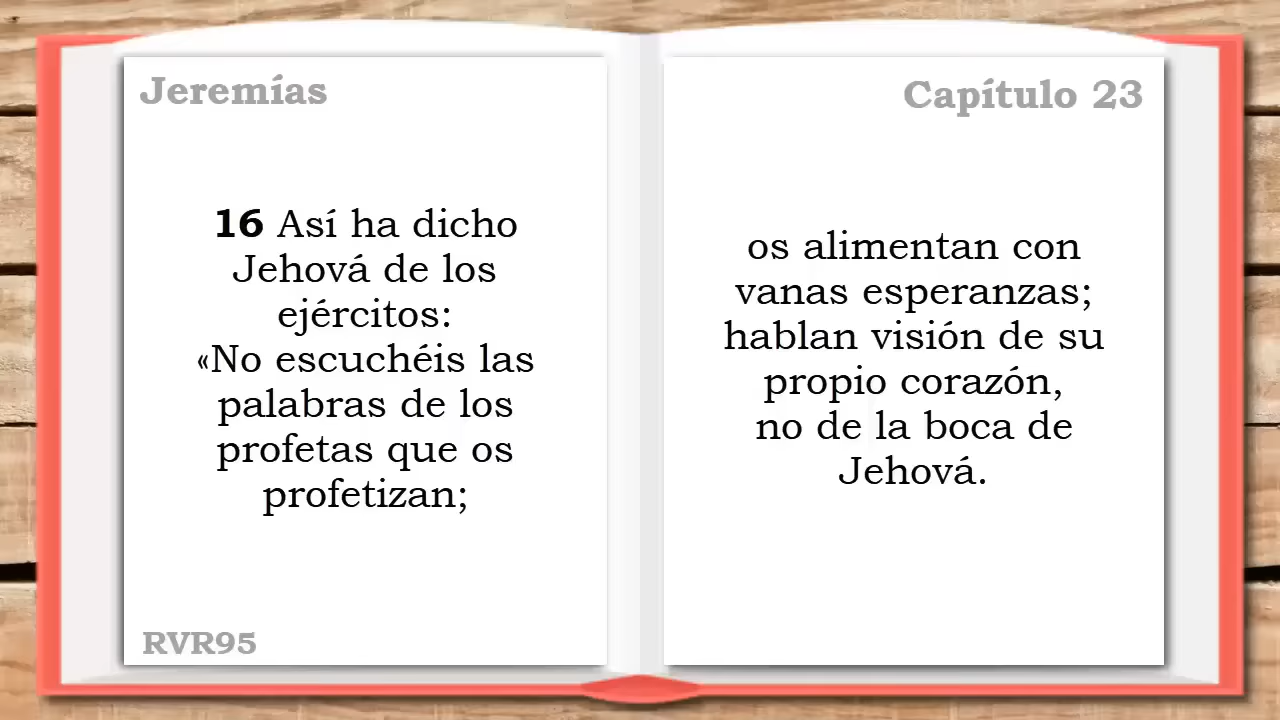 Jeremías
16 Así ha dicho
Jehová de los
ejércitos:
«No escuchéis las
palabras de los
profetas que os
profetizan;
RVR95
Capítulo 23
os alimentan con
vanas esperanzas;
hablan visión de su
propio corazón,
no de la boca de
Jehová.